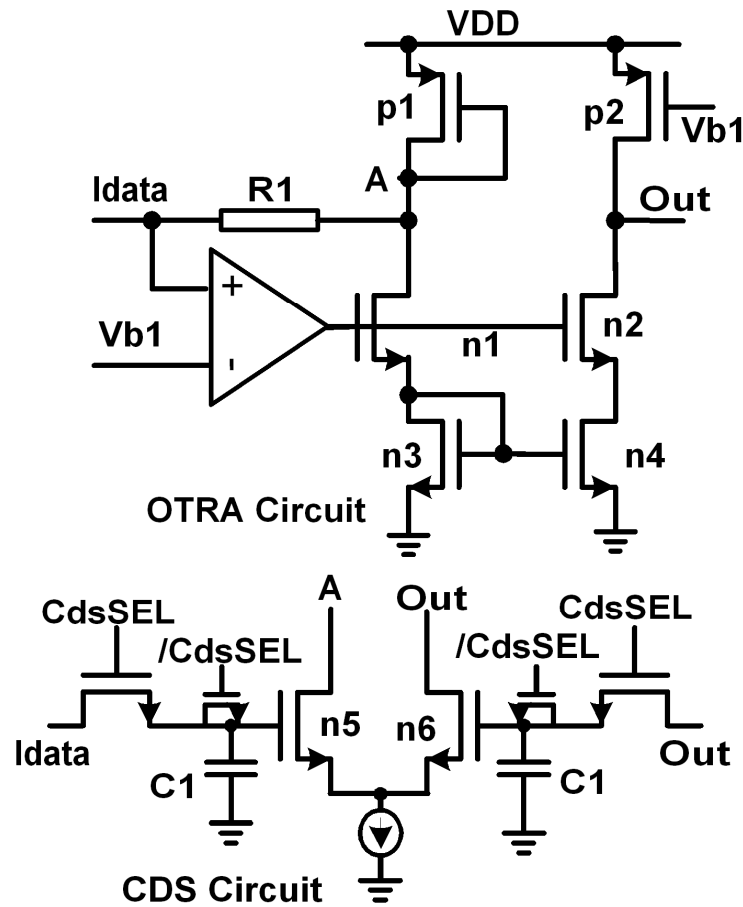 VDD
p1
p2
Vb1
A
Idata
R1
Out
+
Vb1
-
n1
n2
n3
n4
OTRA Circuit
CdsSEL
A
Out
CdsSEL
/CdsSEL
/CdsSEL
n5
n6
Idata
Out
C1
C1
CDS Circuit